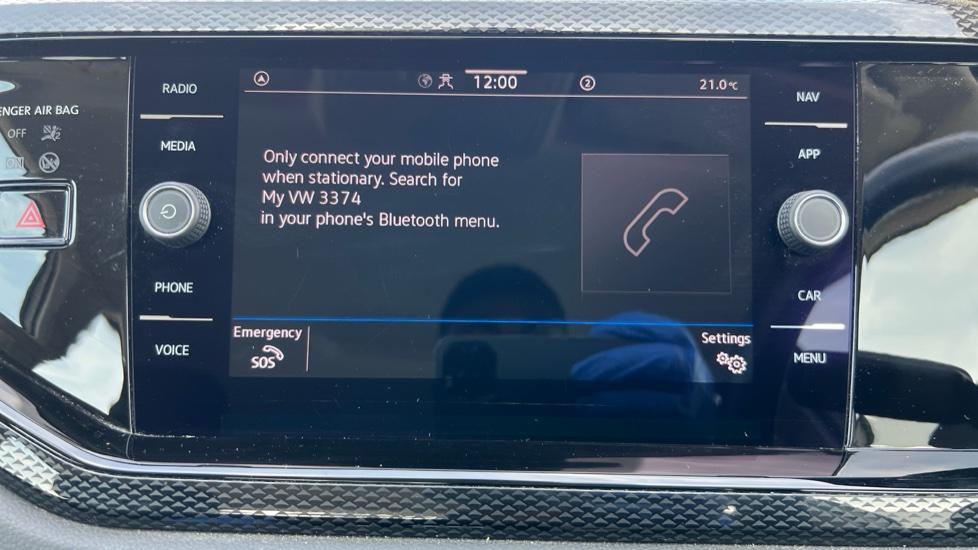 RADIO
MEDIA
PHONE
VOICE
ENGER AIR BAG
OFF
ON
12:00
2
21.0°C
Only connect your mobile phone
when stationary. Search for
My VW 3374
in your phone's Bluetooth menu.
Emergency
SOS
Settings
NAV
APP
CAR
MENU